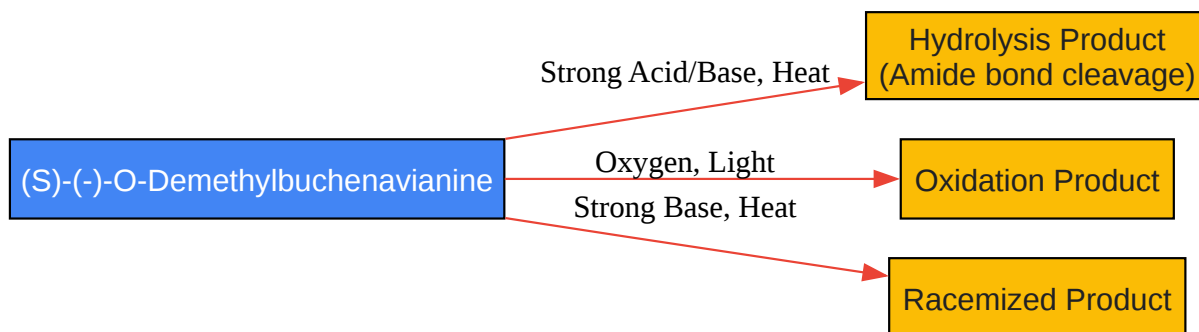 Hydrolysis Product
(Amide bond cleavage)
Strong Acid/Base, Heat
(S)-(-)-O-Demethylbuchenavianine
Oxygen, Light
Oxidation Product
Strong Base, Heat
Racemized Product